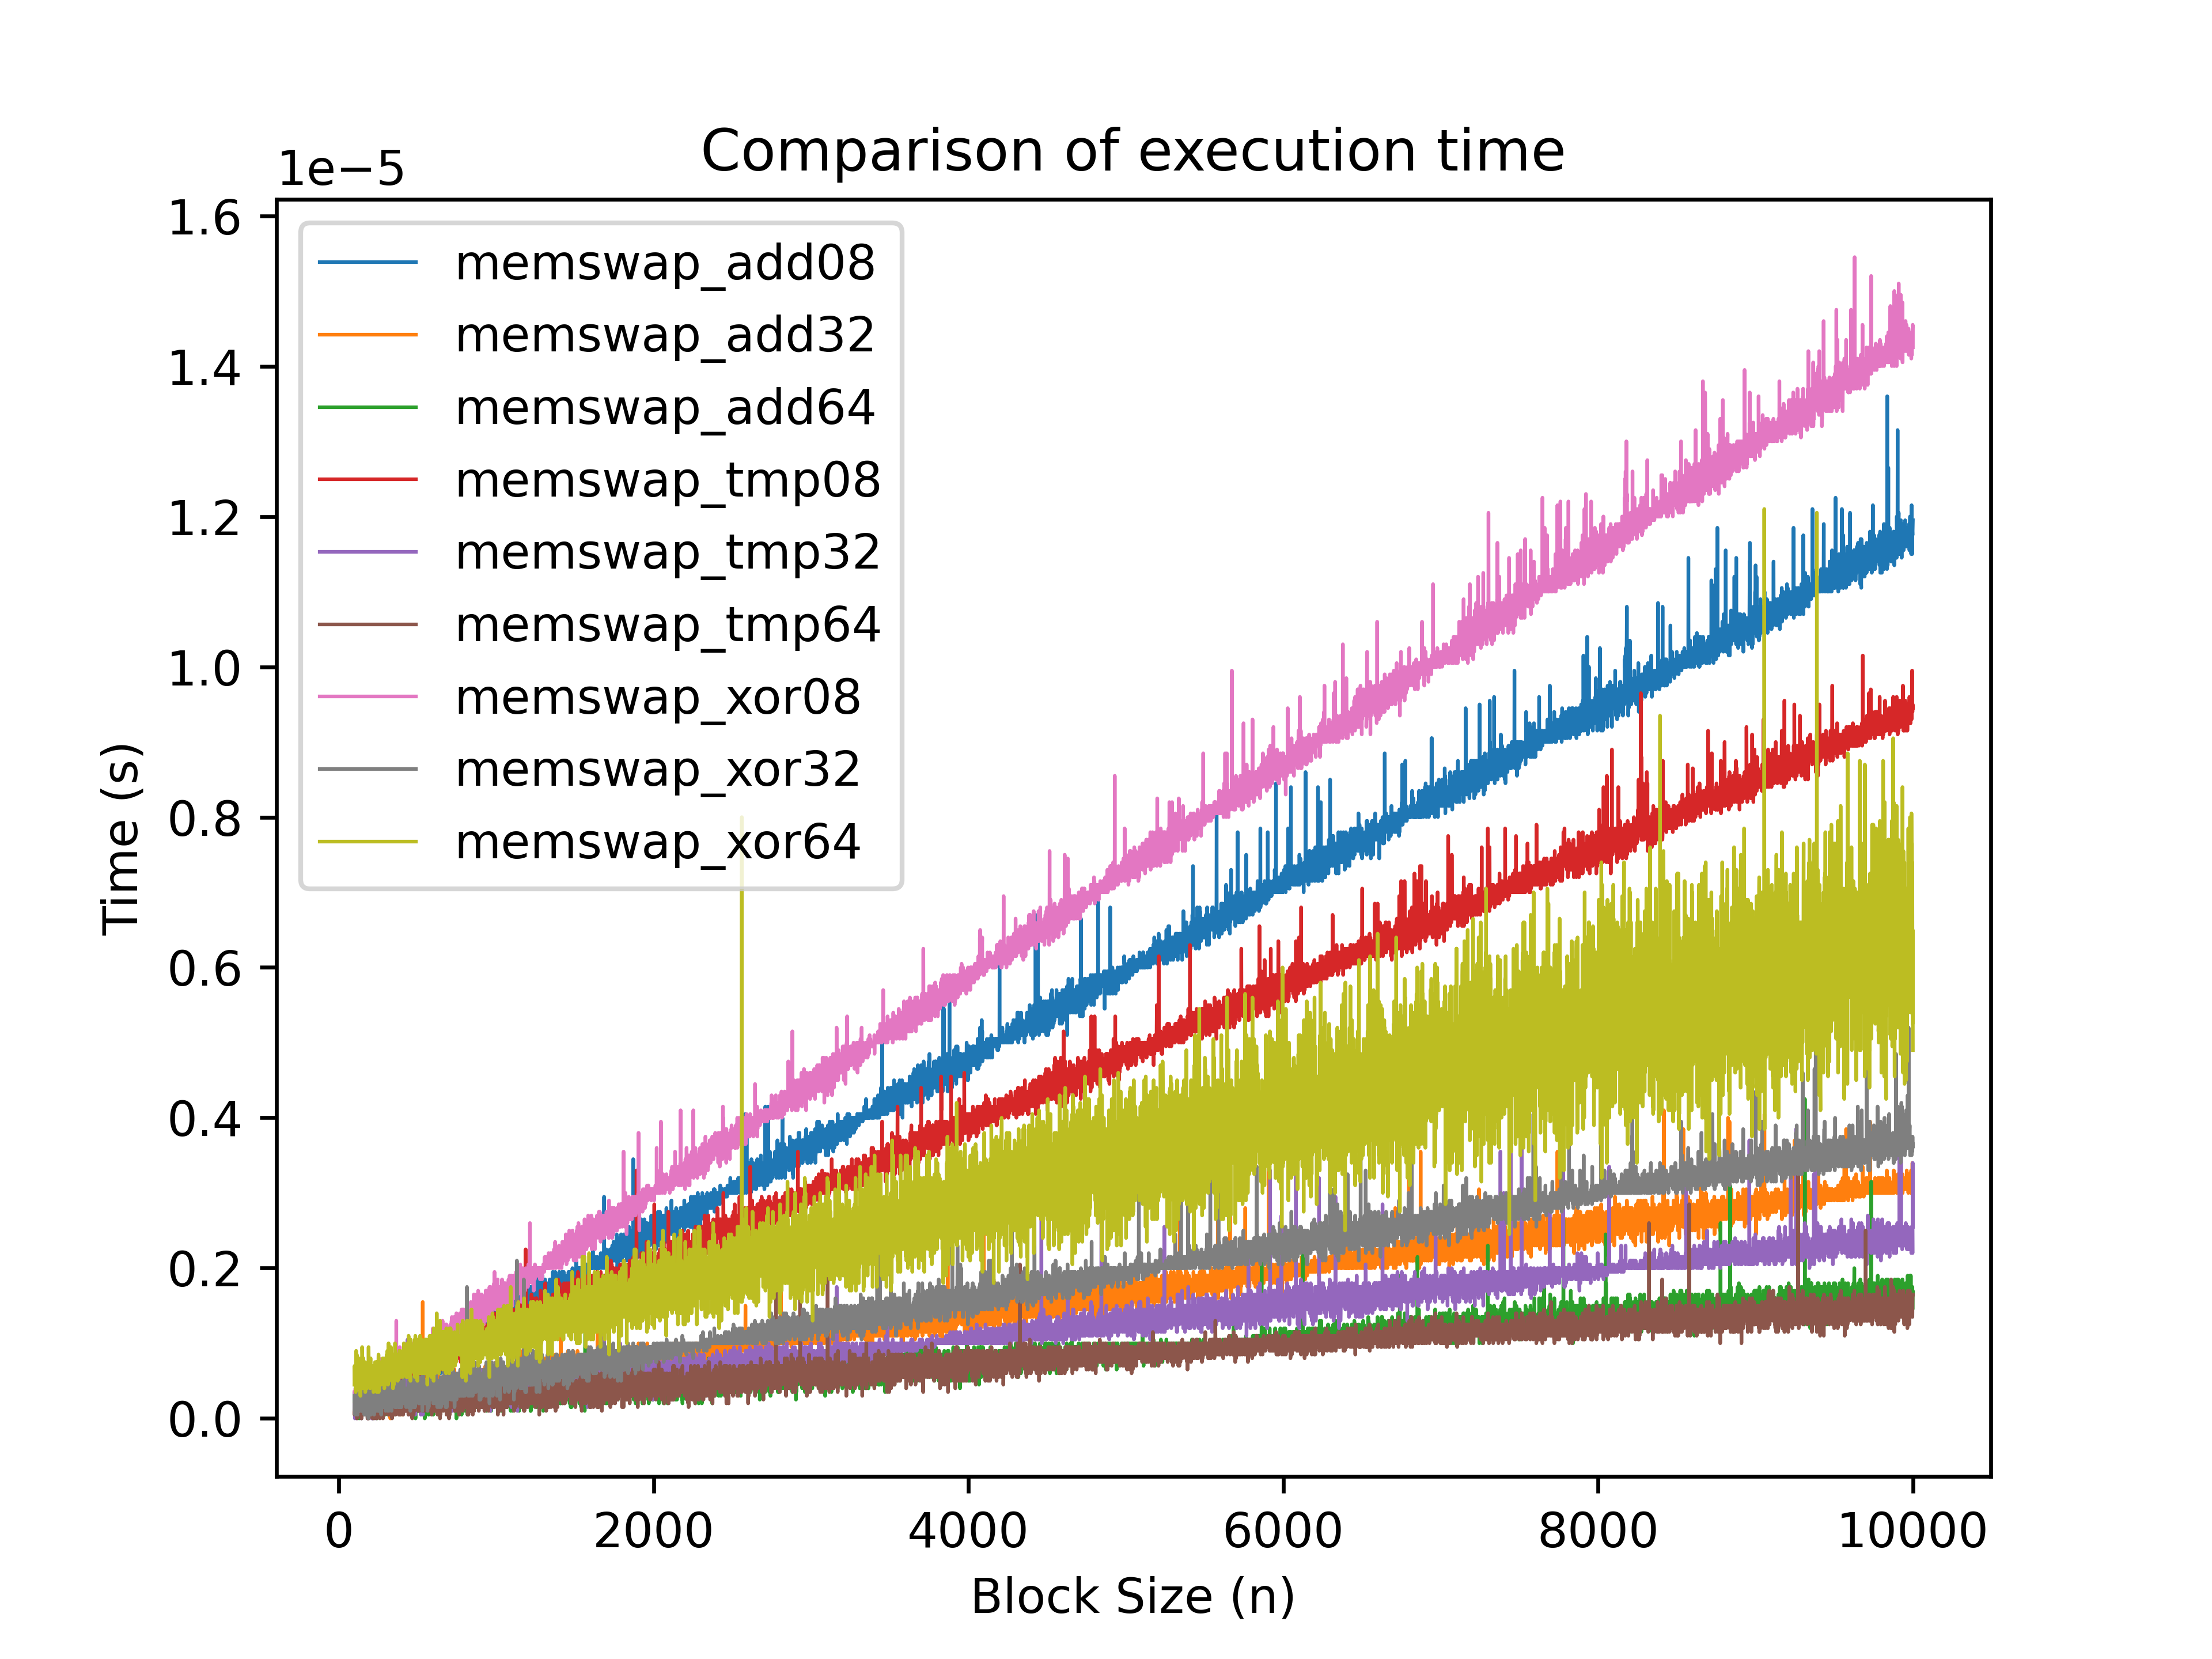 Comparison of execution time
1e−5
1.6
1.4
1.2
1.0
0.8
0.6
0.4
0.2
0.0
Time (s)
memswap_add08
memswap_add32
memswap_add64
memswap_tmp08
memswap_tmp32
memswap_tmp64
memswap_xor08
memswap_xor32
memswap_xor64
0 2000 4000 6000 8000 10000
Block Size (n)